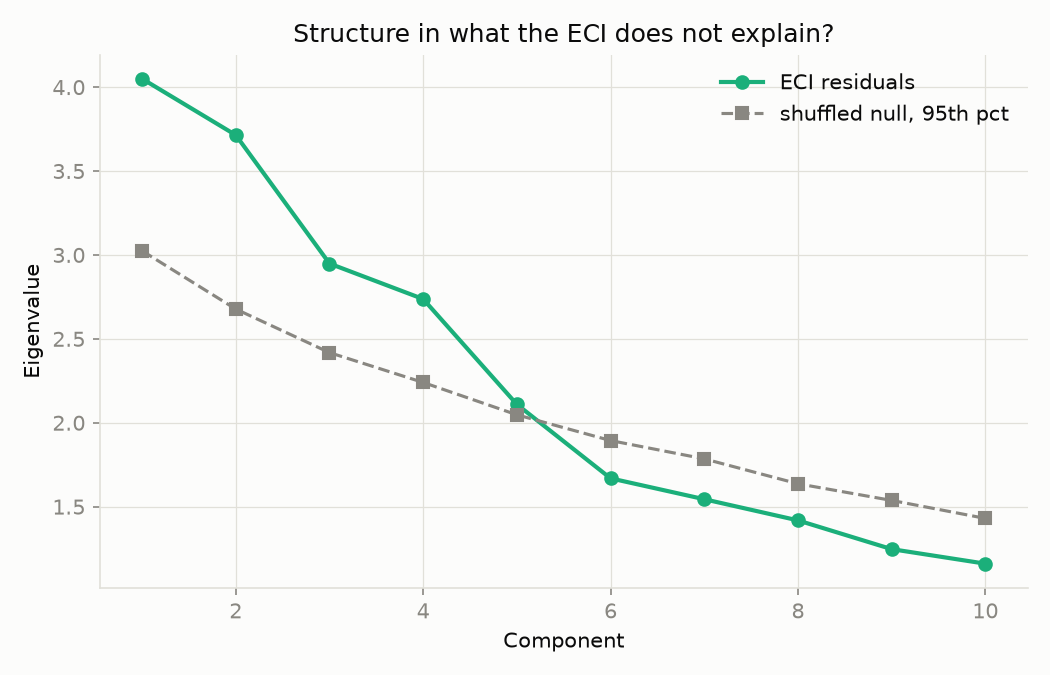 Structure in what the ECI does not explain?
ECI residuals
shuffled null, 95th pct
Eigenvalue
4.0
3.5
3.0
2.5
2.0
1.5
2
4
6
8
10
Component